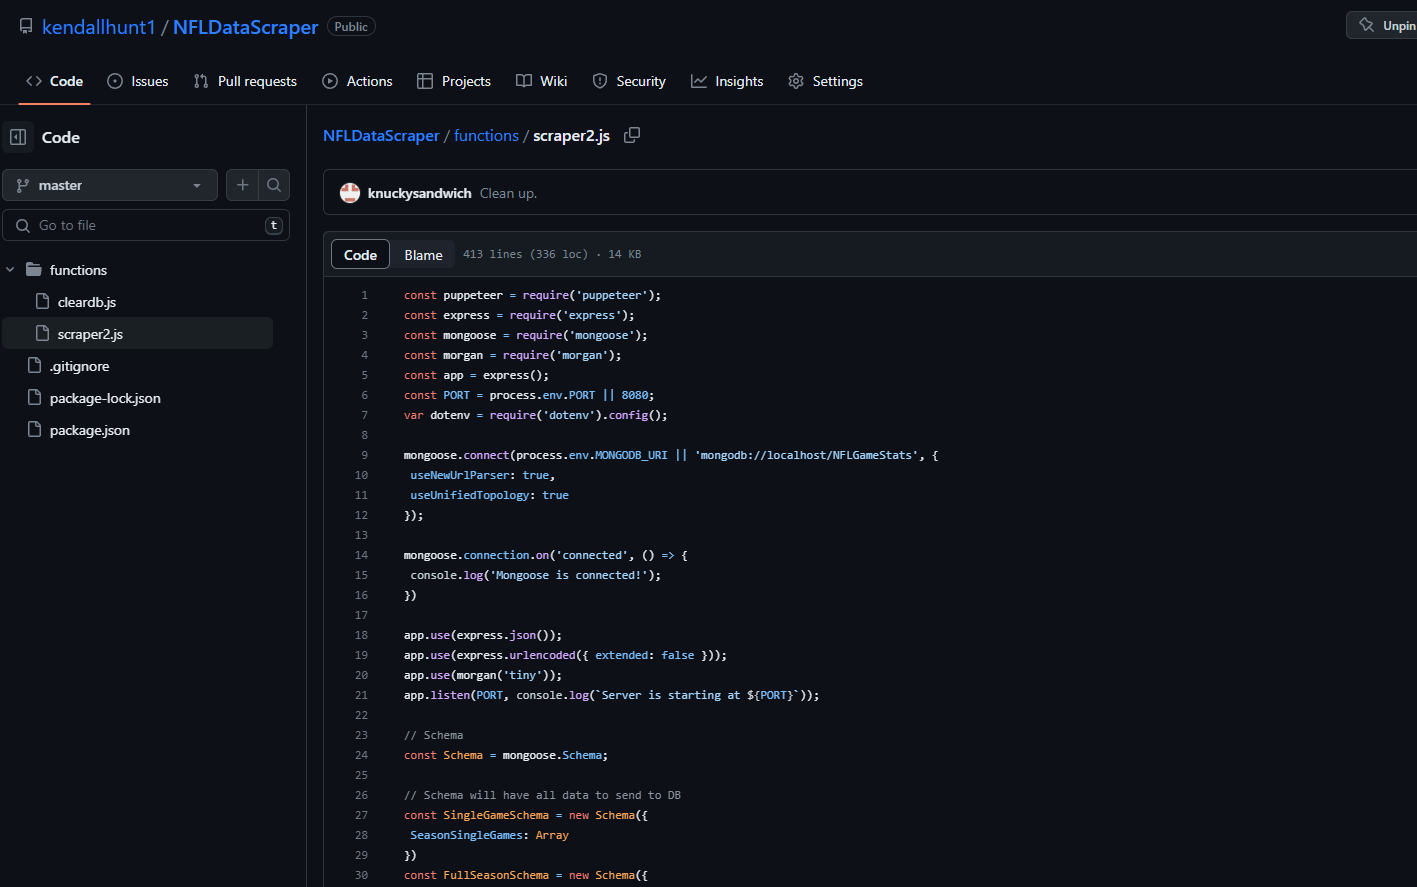 kendallhunt1 / NFLDataScraper Public
Unpin
Code Issues Pull requests Actions Projects Wiki Security Insights Settings
Code
master
Go to file t
functions
cleardb.js
scraper2.js
.gitignore
package-lock.json
package.json
NFLDataScraper / functions / scraper2.js
knuckysandwich Clean up.
Code Blame 413 lines (336 loc) · 14 KB
1 const puppeteer = require('puppeteer');
2 const express = require('express');
3 const mongoose = require('mongoose');
4 const morgan = require('morgan');
5 const app = express();
6 const PORT = process.env.PORT || 8080;
7 var dotenv = require('dotenv').config();
8
9 mongoose.connect(process.env.MONGODB_URI || 'mongodb://localhost/NFLGameStats', {
10 useNewUrlParser: true,
11 useUnifiedTopology: true
12 });
13
14 mongoose.connection.on('connected', () => {
15 console.log('Mongoose is connected!');
16 })
17
18 app.use(express.json());
19 app.use(express.urlencoded({ extended: false }));
20 app.use(morgan('tiny'));
21 app.listen(PORT, console.log(`Server is starting at ${PORT}`));
22
23 // Schema
24 const Schema = mongoose.Schema;
25
26 // Schema will have all data to send to DB
27 const SingleGameSchema = new Schema({
28 SeasonSingleGames: Array
29 })
30 const FullSeasonSchema = new Schema({